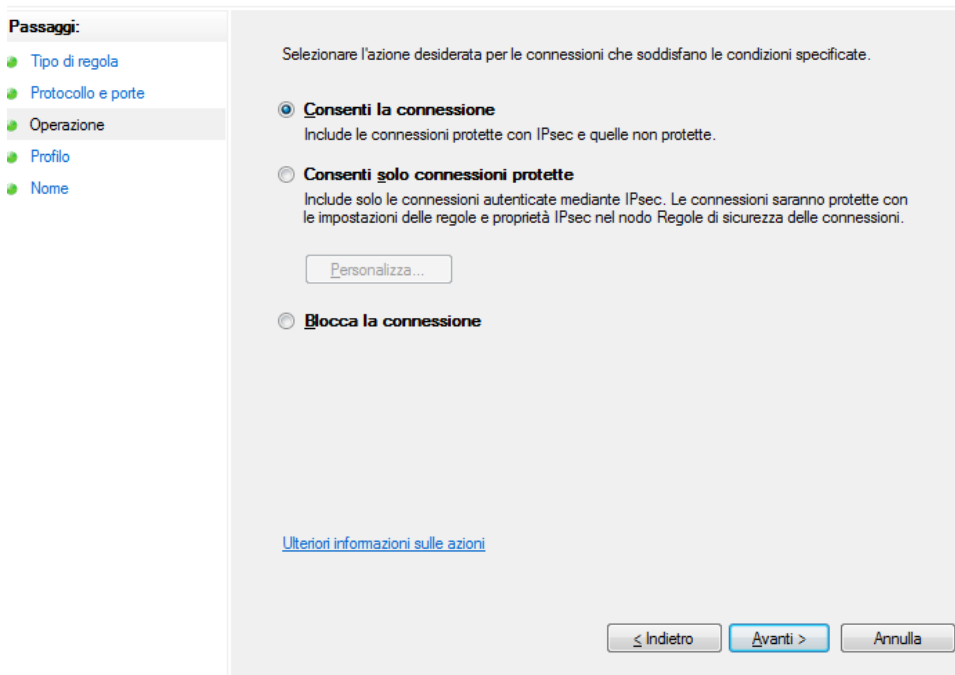 Passaggi:
Tipo di regola
Protocollo e porte
Operazione
Profilo
Nome
Selezionare l'azione desiderata per le connessioni che soddisfano le condizioni specificate.
Consenti la connessione
Include le connessioni protette con IPsec e quelle non protette.
Consenti solo connessioni protette
Include solo le connessioni autenticate mediante IPsec. Le connessioni saranno protette con
le impostazioni delle regole e proprietà IPsec nel nodo Regole di sicurezza delle connessioni.
Personalizza...
Blocca la connessione
Ulteriori informazioni sulle azioni
< Indietro
Avanti >
Annulla